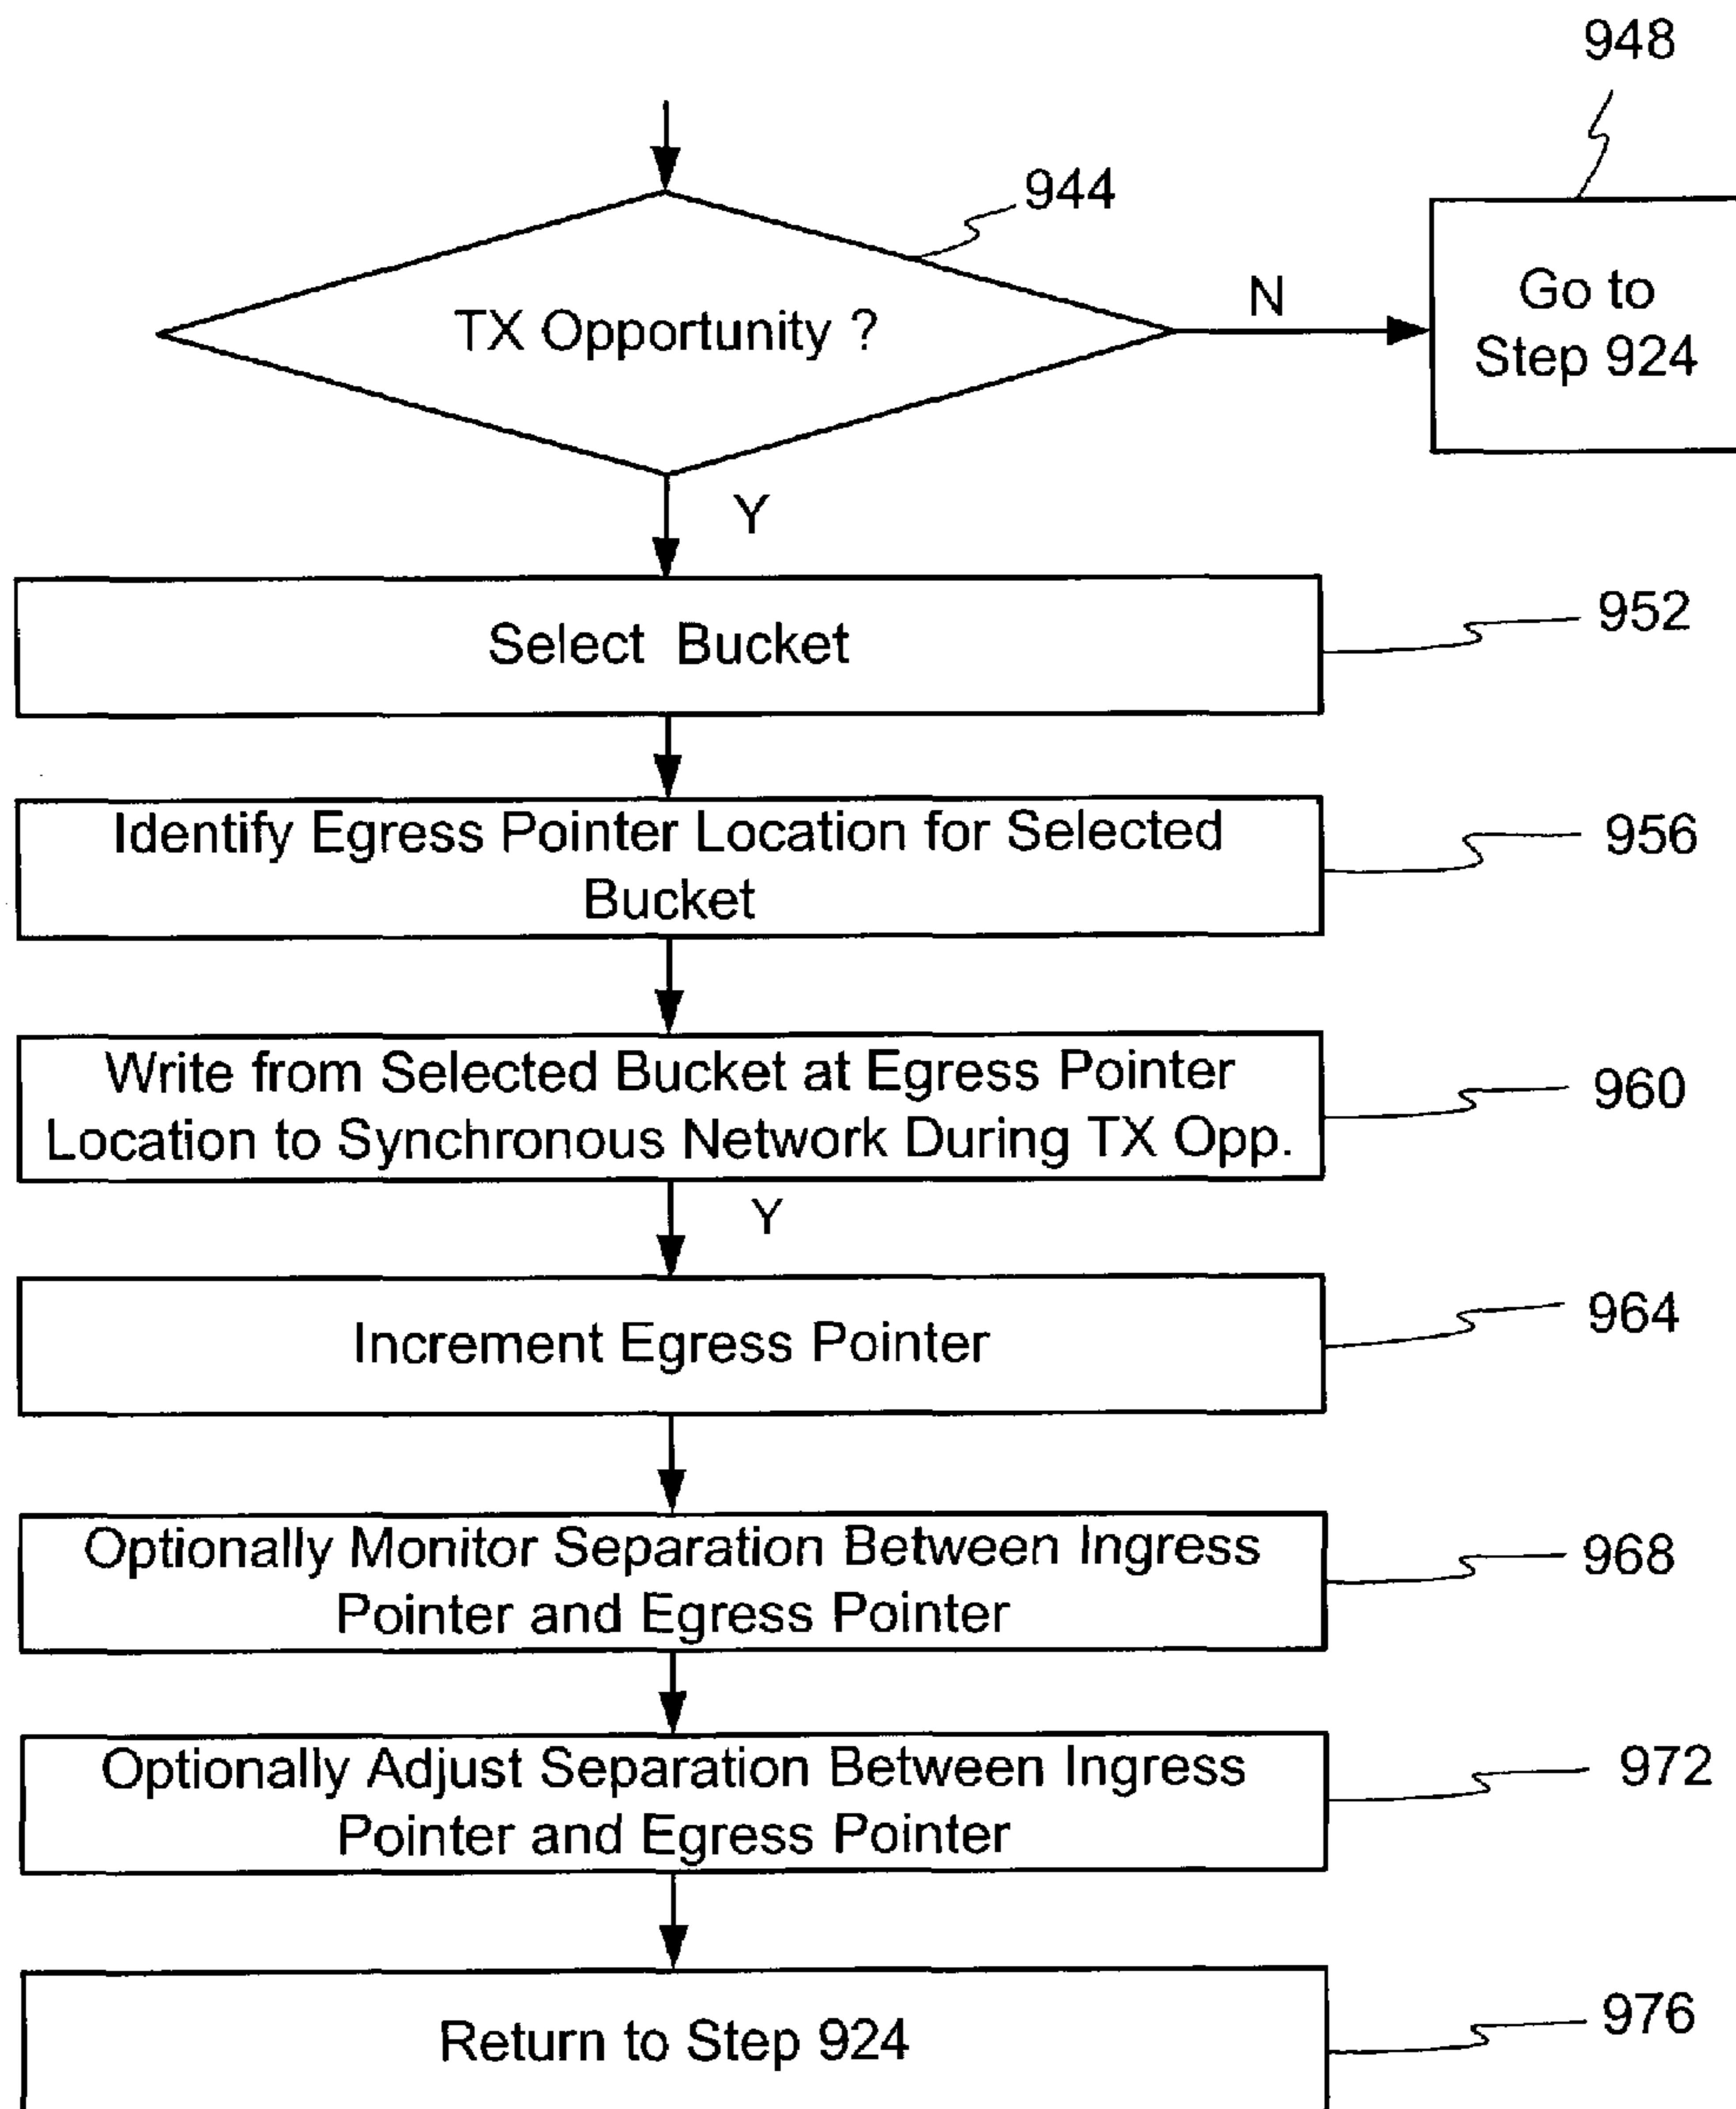 948
944
TX Opportunity ?
N
Go to
Step 924
Y
Select Bucket
952
Identify Egress Pointer Location for Selected
Bucket
956
Write from Selected Bucket at Egress Pointer
Location to Synchronous Network During TX Opp.
960
Y
Increment Egress Pointer
964
Optionally Monitor Separation Between Ingress
Pointer and Egress Pointer
968
Optionally Adjust Separation Between Ingress
Pointer and Egress Pointer
972
Return to Step 924
976